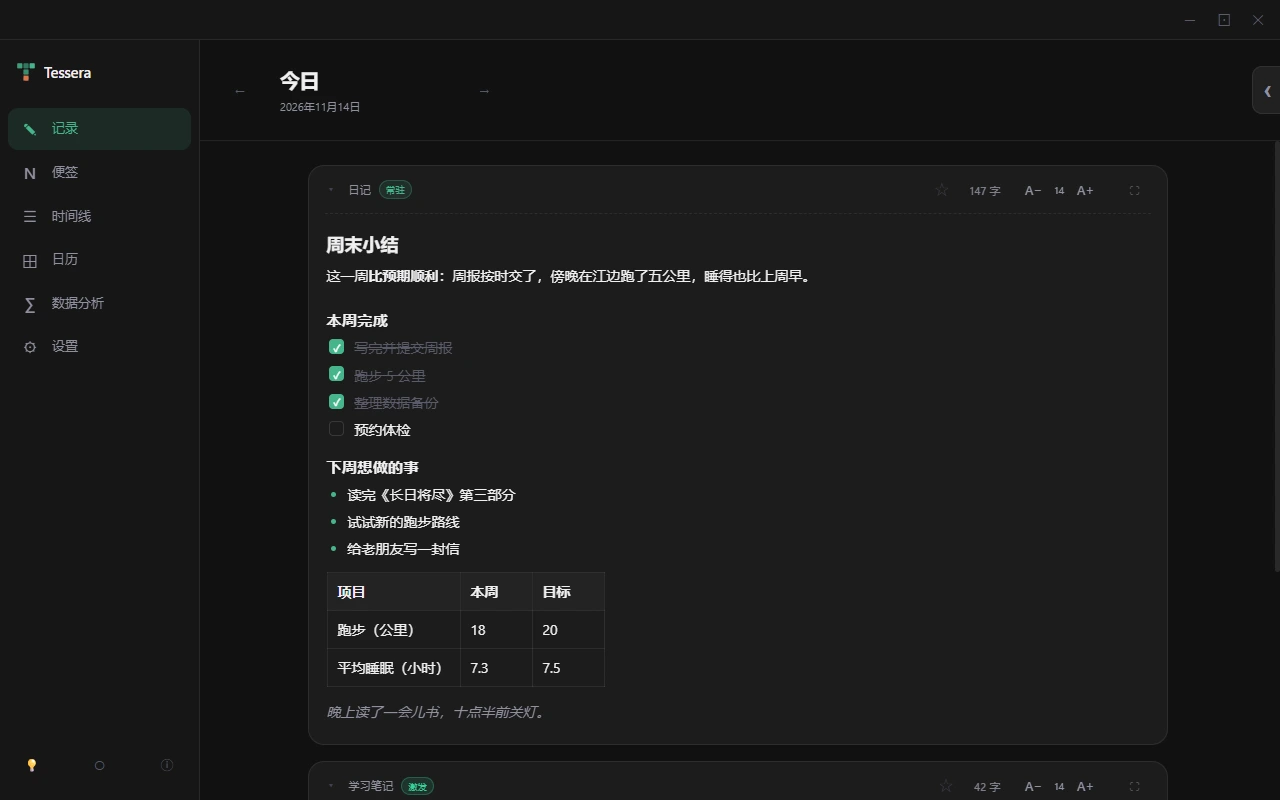 Tessera
记录
N 便签
时间线
日历
∑ 数据分析
设置
← 今日 →
2026年11月14日
日记 常驻 147 字 A− 14 A+
周末小结
这一周比预期顺利：周报按时交了，傍晚在江边跑了五公里，睡得也比上周早。
本周完成
写完并提交周报
跑步 5 公里
整理数据备份
预约体检
下周想做的事
读完《长日将尽》第三部分
试试新的跑步路线
给老朋友写一封信
项目 本周 目标
跑步（公里） 18 20
平均睡眠（小时） 7.3 7.5
晚上读了一会儿书，十点半前关灯。
学习笔记 激发 42 字 A− 14 A+